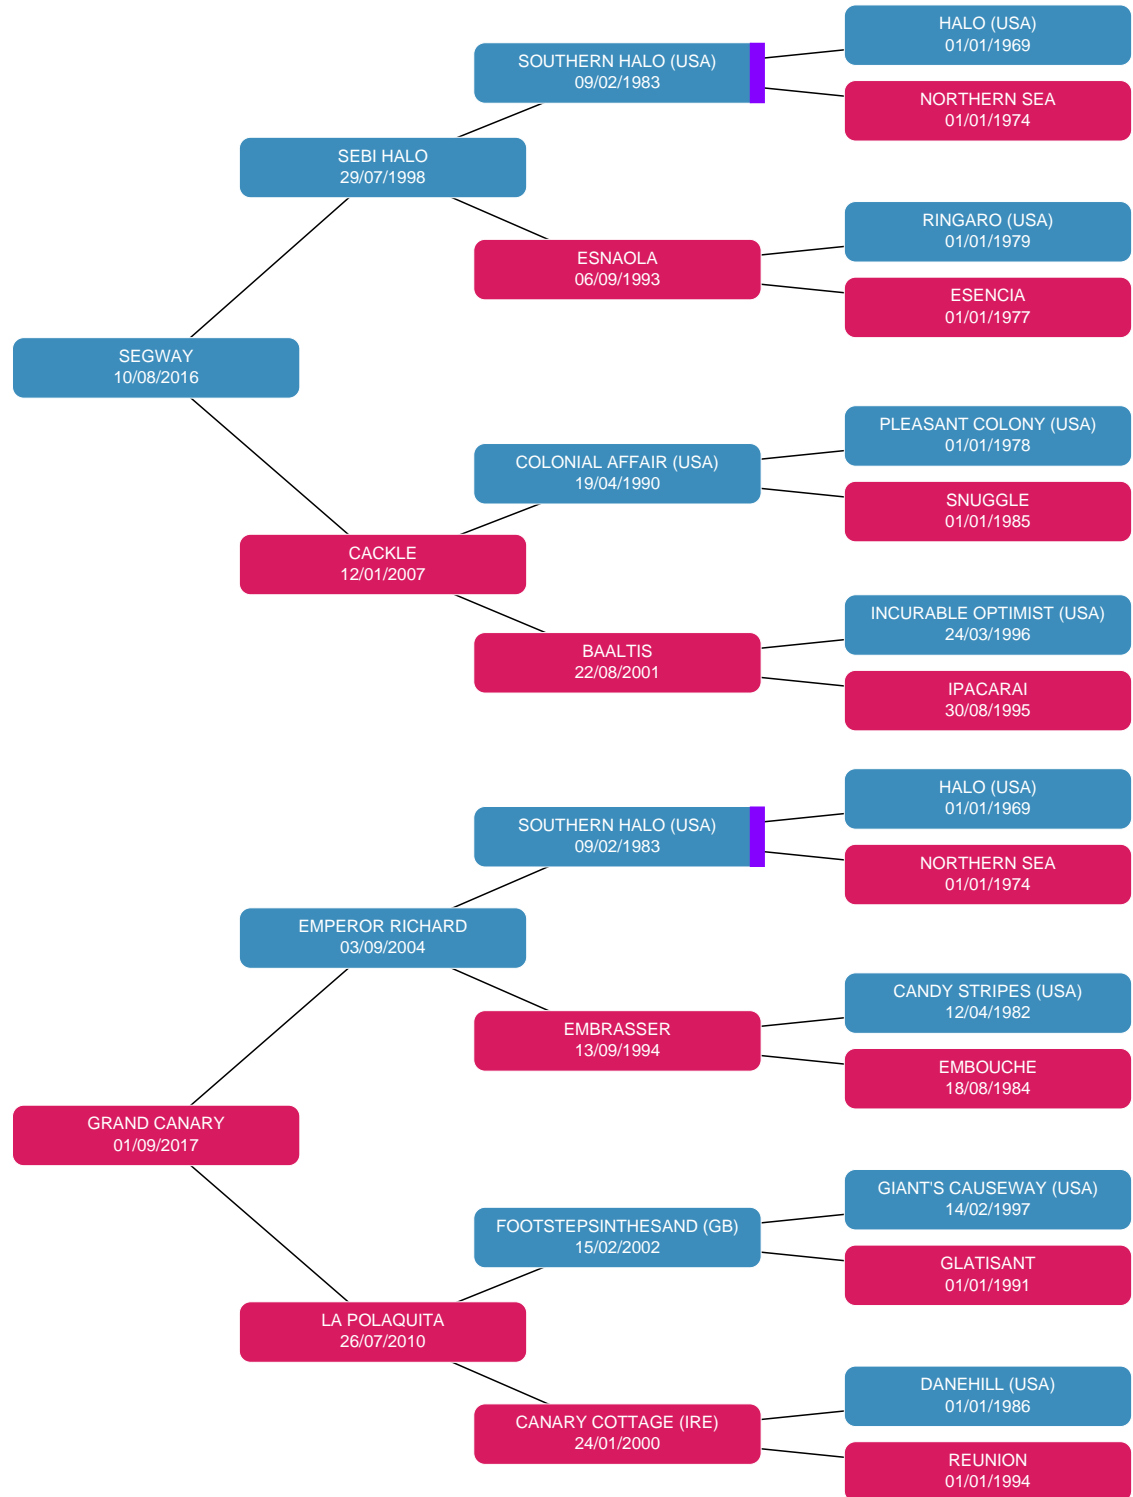 HALO (USA)
01/01/1969
SOUTHERN HALO (USA)
09/02/1983
NORTHERN SEA
01/01/1974
SEBI HALO
29/07/1998
RINGARO (USA)
01/01/1979
ESNAOLA
06/09/1993
ESENCIA
01/01/1977
SEGWAY
10/08/2016
PLEASANT COLONY (USA)
01/01/1978
COLONIAL AFFAIR (USA)
19/04/1990
SNUGGLE
01/01/1985
CACKLE
12/01/2007
INCURABLE OPTIMIST (USA)
24/03/1996
BAALTIS
22/08/2001
IPACARAI
30/08/1995
HALO (USA)
01/01/1969
SOUTHERN HALO (USA)
09/02/1983
NORTHERN SEA
01/01/1974
EMPEROR RICHARD
03/09/2004
CANDY STRIPES (USA)
12/04/1982
EMBRASSER
13/09/1994
EMBOUCHE
18/08/1984
GRAND CANARY
01/09/2017
GIANT'S CAUSEWAY (USA)
14/02/1997
FOOTSTEPSINTHESAND (GB)
15/02/2002
GLATISANT
01/01/1991
LA POLAQUITA
26/07/2010
DANEHILL (USA)
01/01/1986
CANARY COTTAGE (IRE)
24/01/2000
REUNION
01/01/1994